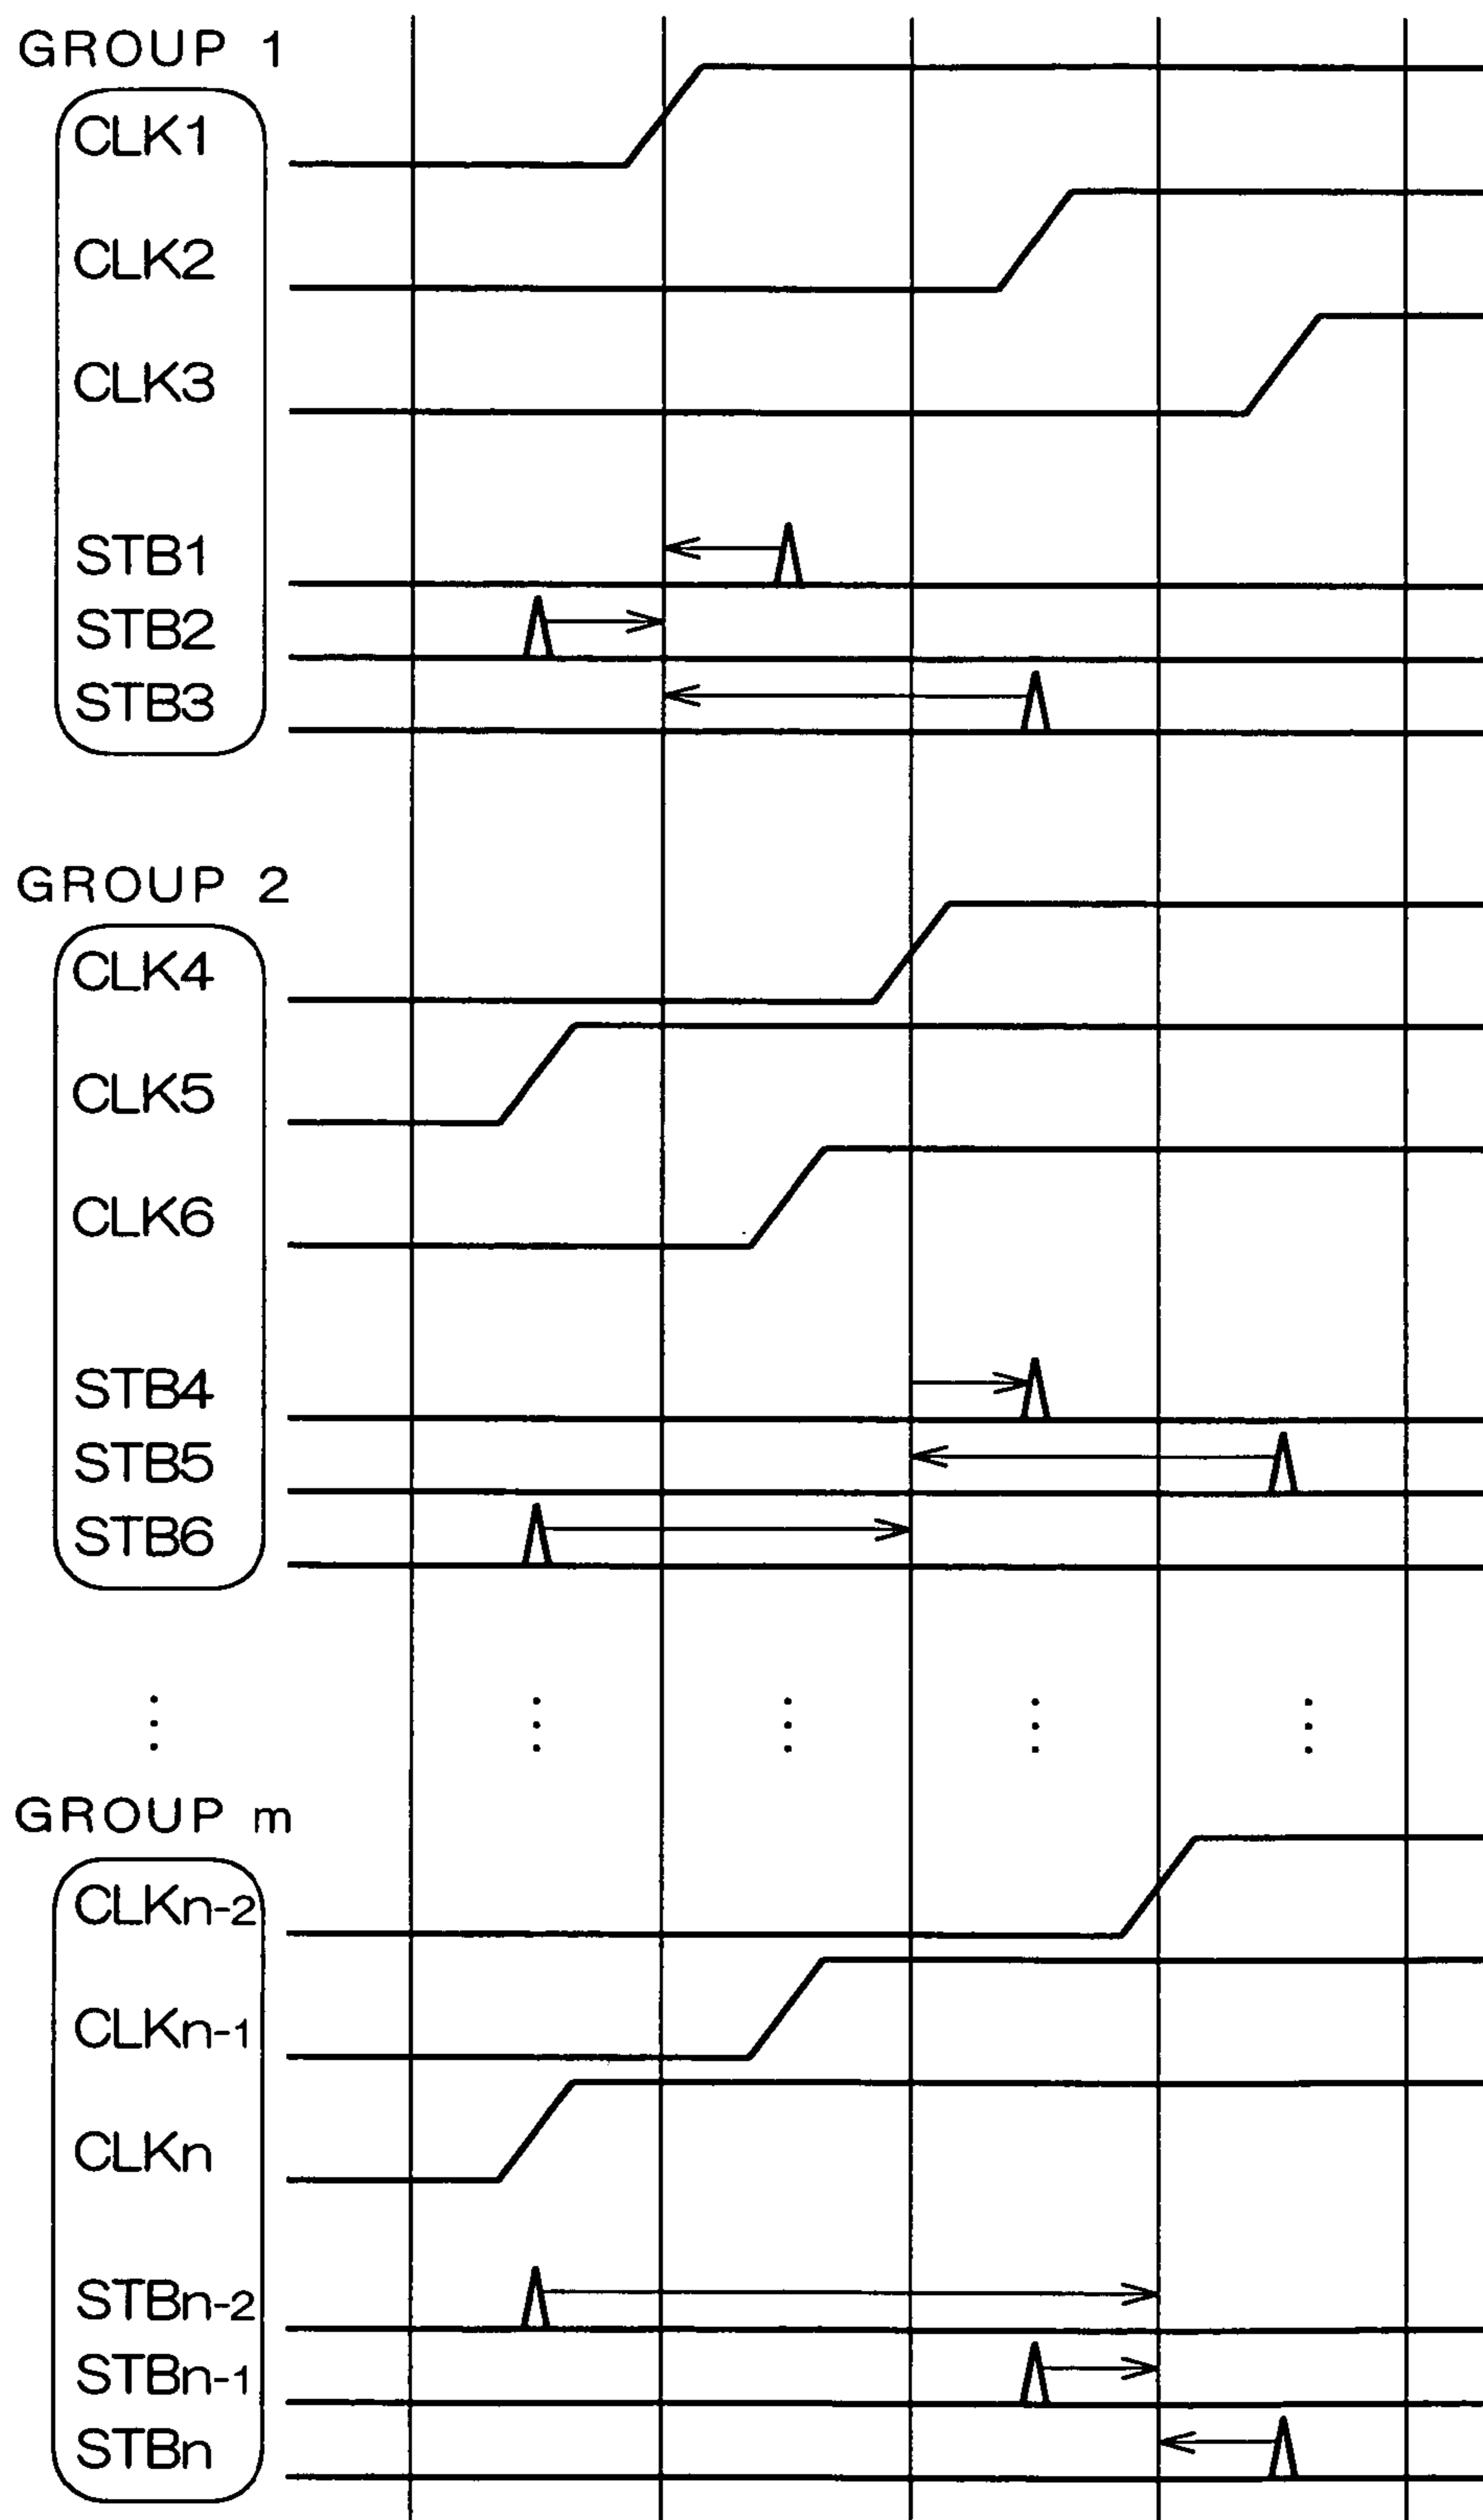 GROUP 1
CLK1
CLK2
CLK3
STB1
STB2
STB3
GROUP 2
CLK4
CLK5
CLK6
STB4
STB5
STB6
GROUP m
CLKn-2
CLKn-1
CLKn
STBn-2
STBn-1
STBn